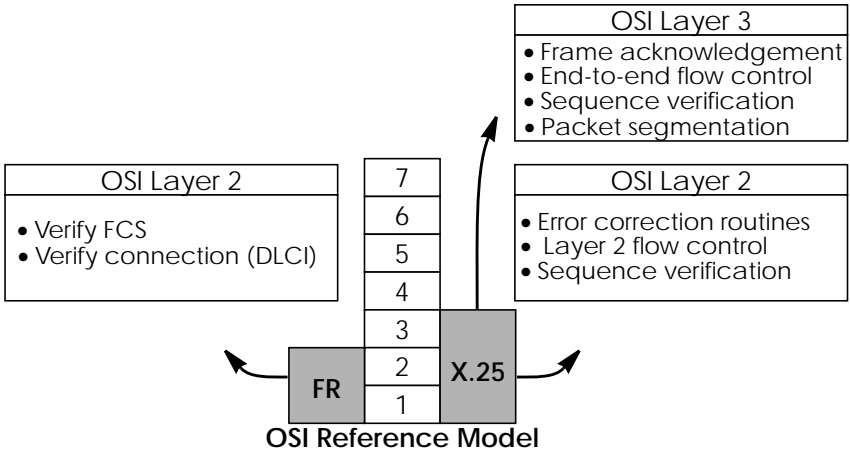 OSI Layer 3
• Frame acknowledgement
• End-to-end flow control
• Sequence verification
• Packet segmentation
OSI Layer 2
• Verify FCS
• Verify connection (DLCI)
7
6
5
4
3
2
1
FR
X.25
OSI Layer 2
• Error correction routines
• Layer 2 flow control
• Sequence verification
OSI Reference Model